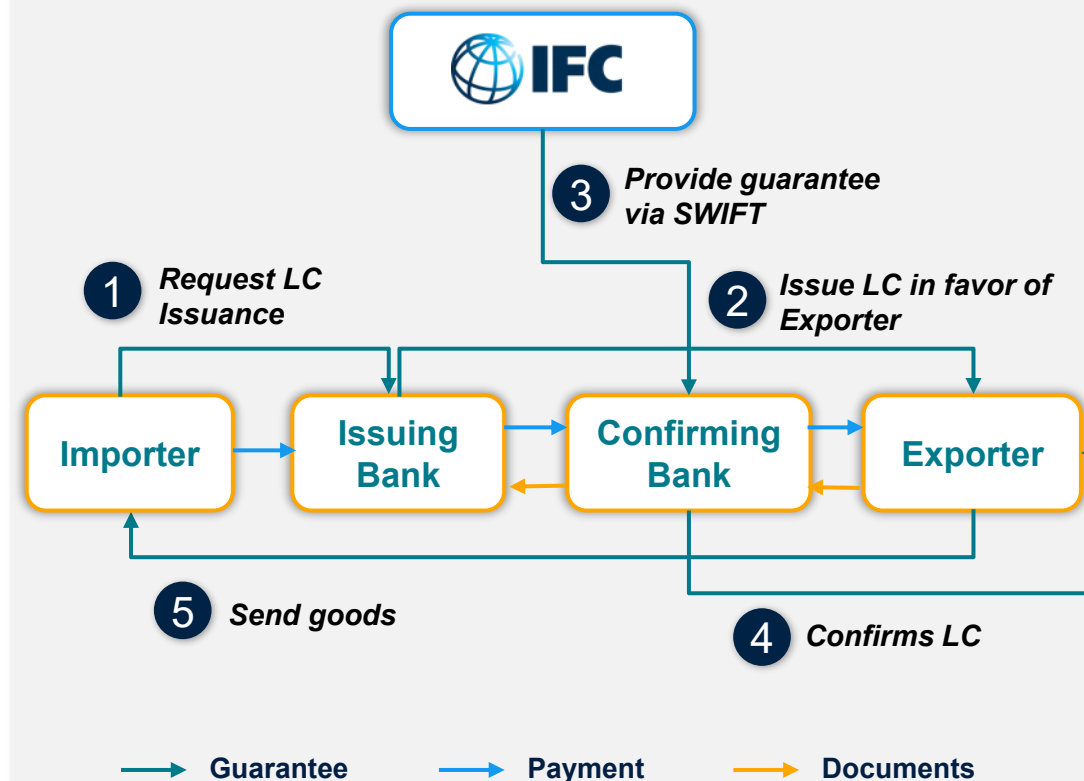 IFC
3
Provide guarantee
via SWIFT
1
Request LC
Issuance
2
Issue LC in favor of
Exporter
Importer
Issuing
Bank
Confirming
Bank
Exporter
5
Send goods
4
Confirms LC
Guarantee
Payment
Documents